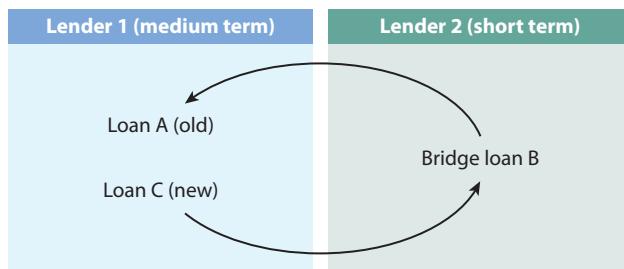 Lender 1 (medium term)
Lender 2 (short term)
Loan A (old)
Bridge loan B
Loan C (new)